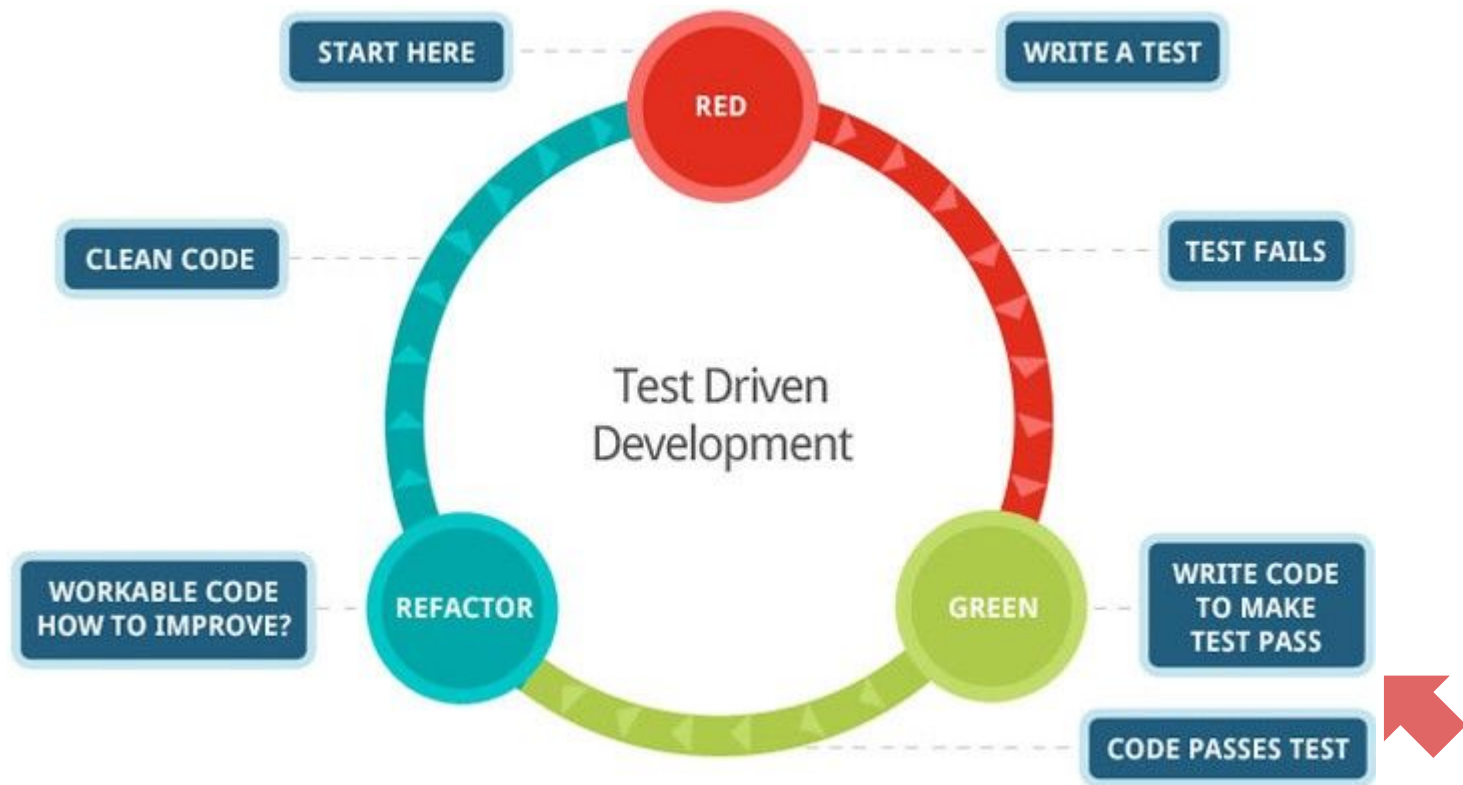 START HERE
RED
WRITE A TEST
CLEAN CODE
TEST FAILS
Test Driven
Development
WORKABLE CODE
HOW TO IMPROVE?
REFACTOR
GREEN
WRITE CODE
TO MAKE
TEST PASS
CODE PASSES TEST